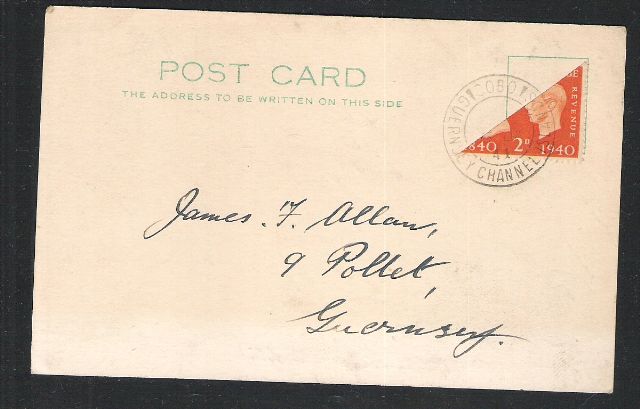 POST CARD
THE ADDRESS TO BE WRITTEN ON THIS SIDE
COBO
GUERNSEY CHANNEL
REVENUE
1840 2D 1940
James. F. Allan,
9 Pollet,
Guernsey.